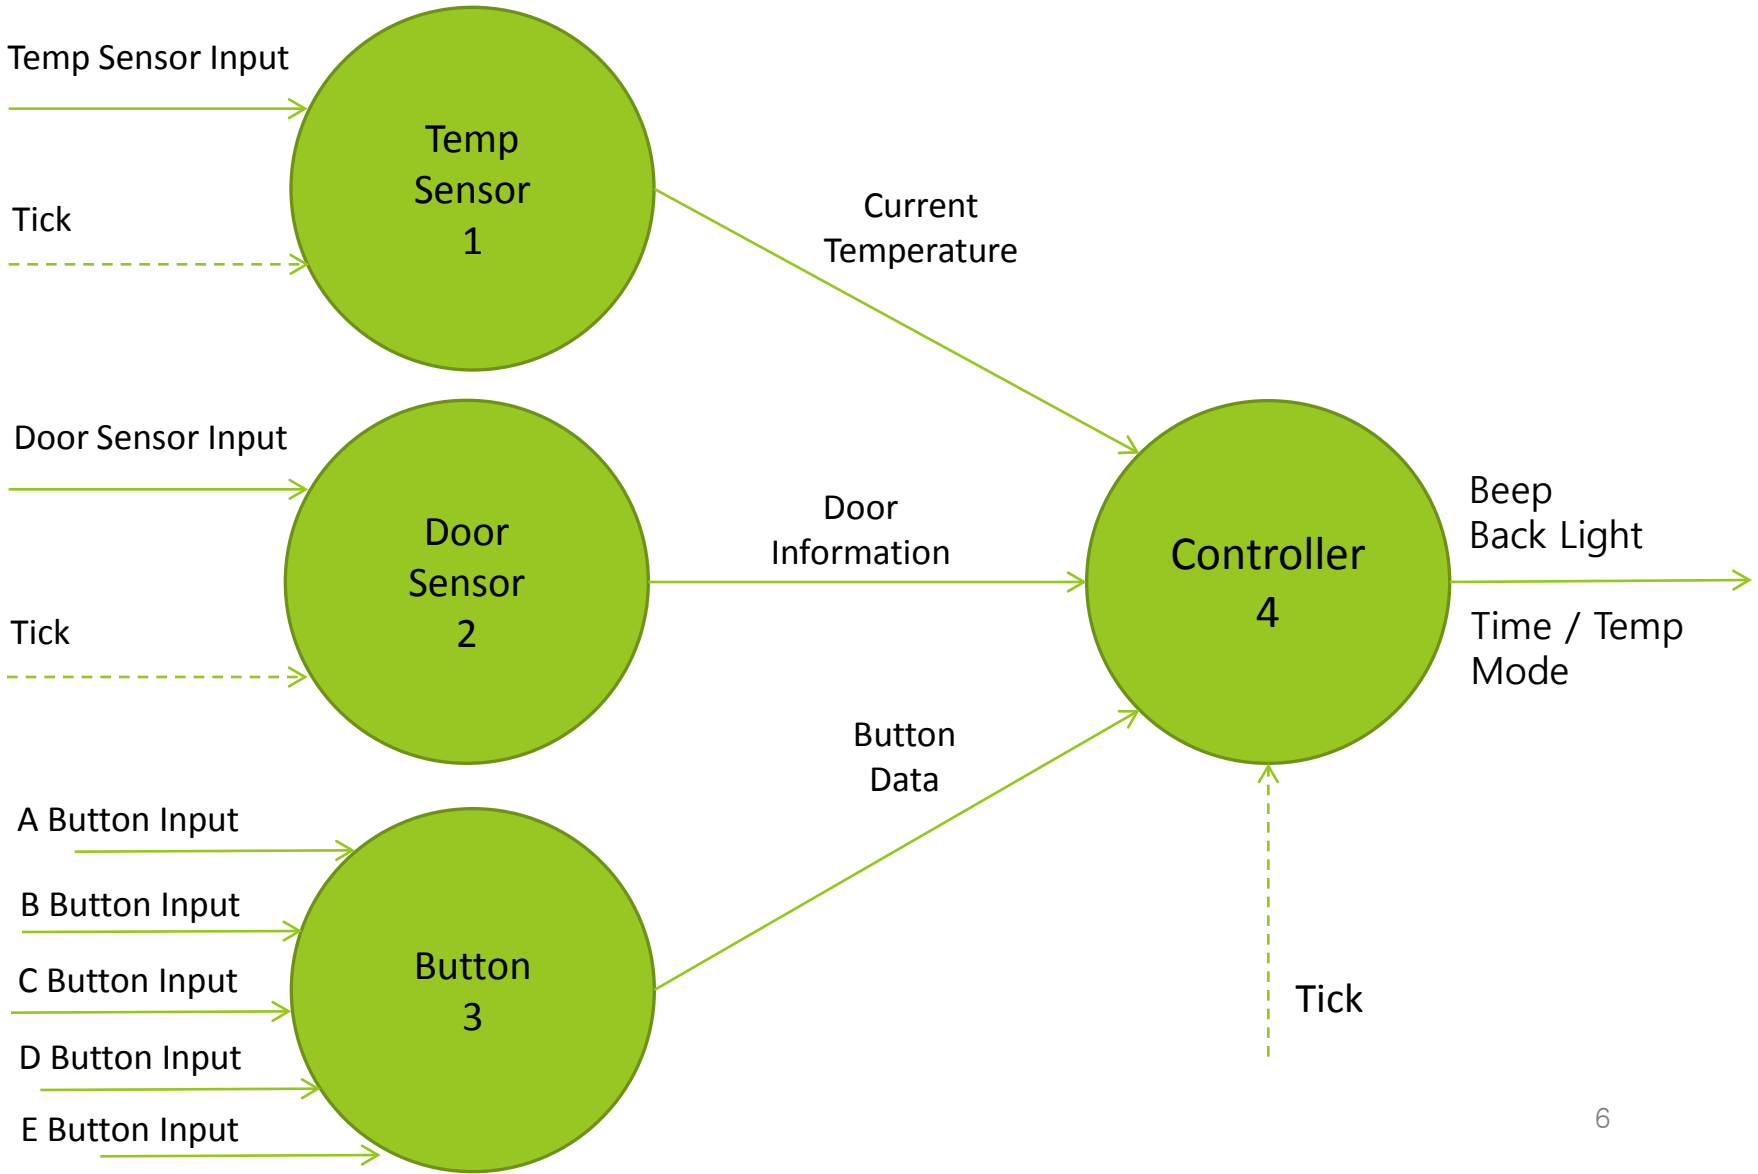 Temp Sensor Input
Tick
Temp
Sensor
1
Current
Temperature
Door Sensor Input
Tick
Door
Sensor
2
Door
Information
A Button Input
B Button Input
C Button Input
D Button Input
E Button Input
Button
3
Button
Data
Controller
4
Beep
Back Light
Time / Temp
Mode
Tick
6